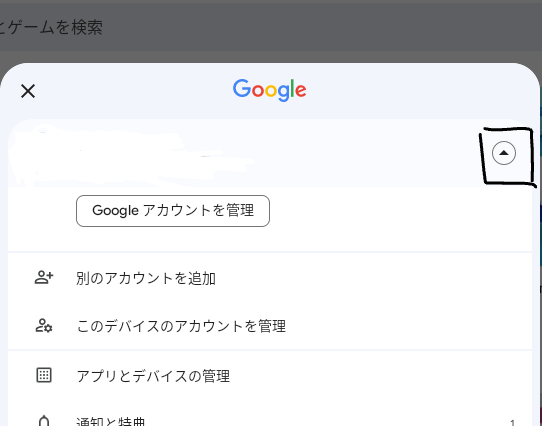 とゲームを検索
Google
Google アカウントを管理
別のアカウントを追加
このデバイスのアカウントを管理
アプリとデバイスの管理
通知と特典 1